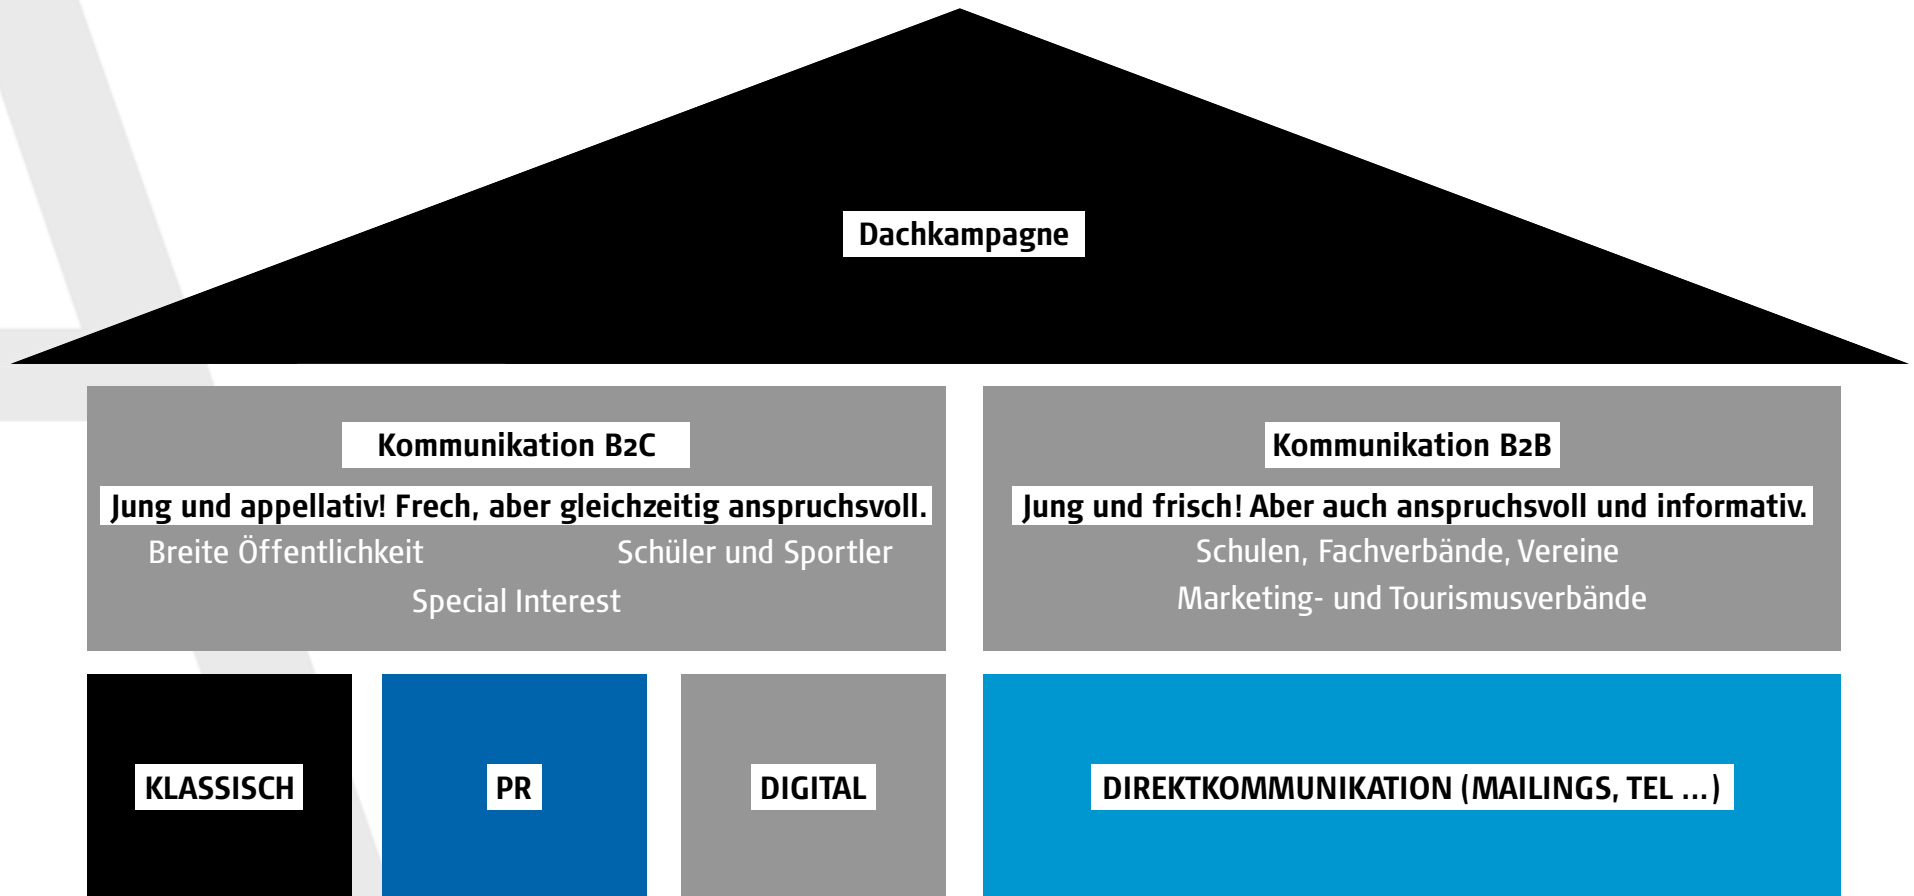 Dachkampagne
Kommunikation B2C
Jung und appellativ! Frech, aber gleichzeitig anspruchsvoll.
Breite Öffentlichkeit
Schüler und Sportler
Special Interest
Kommunikation B2B
Jung und frisch! Aber auch anspruchsvoll und informativ.
Schulen, Fachverbände, Vereine
Marketing- und Tourismusverbände
KLASSISCH
PR
DIGITAL
DIREKTKOMMUNIKATION (MAILINGS, TEL ...)